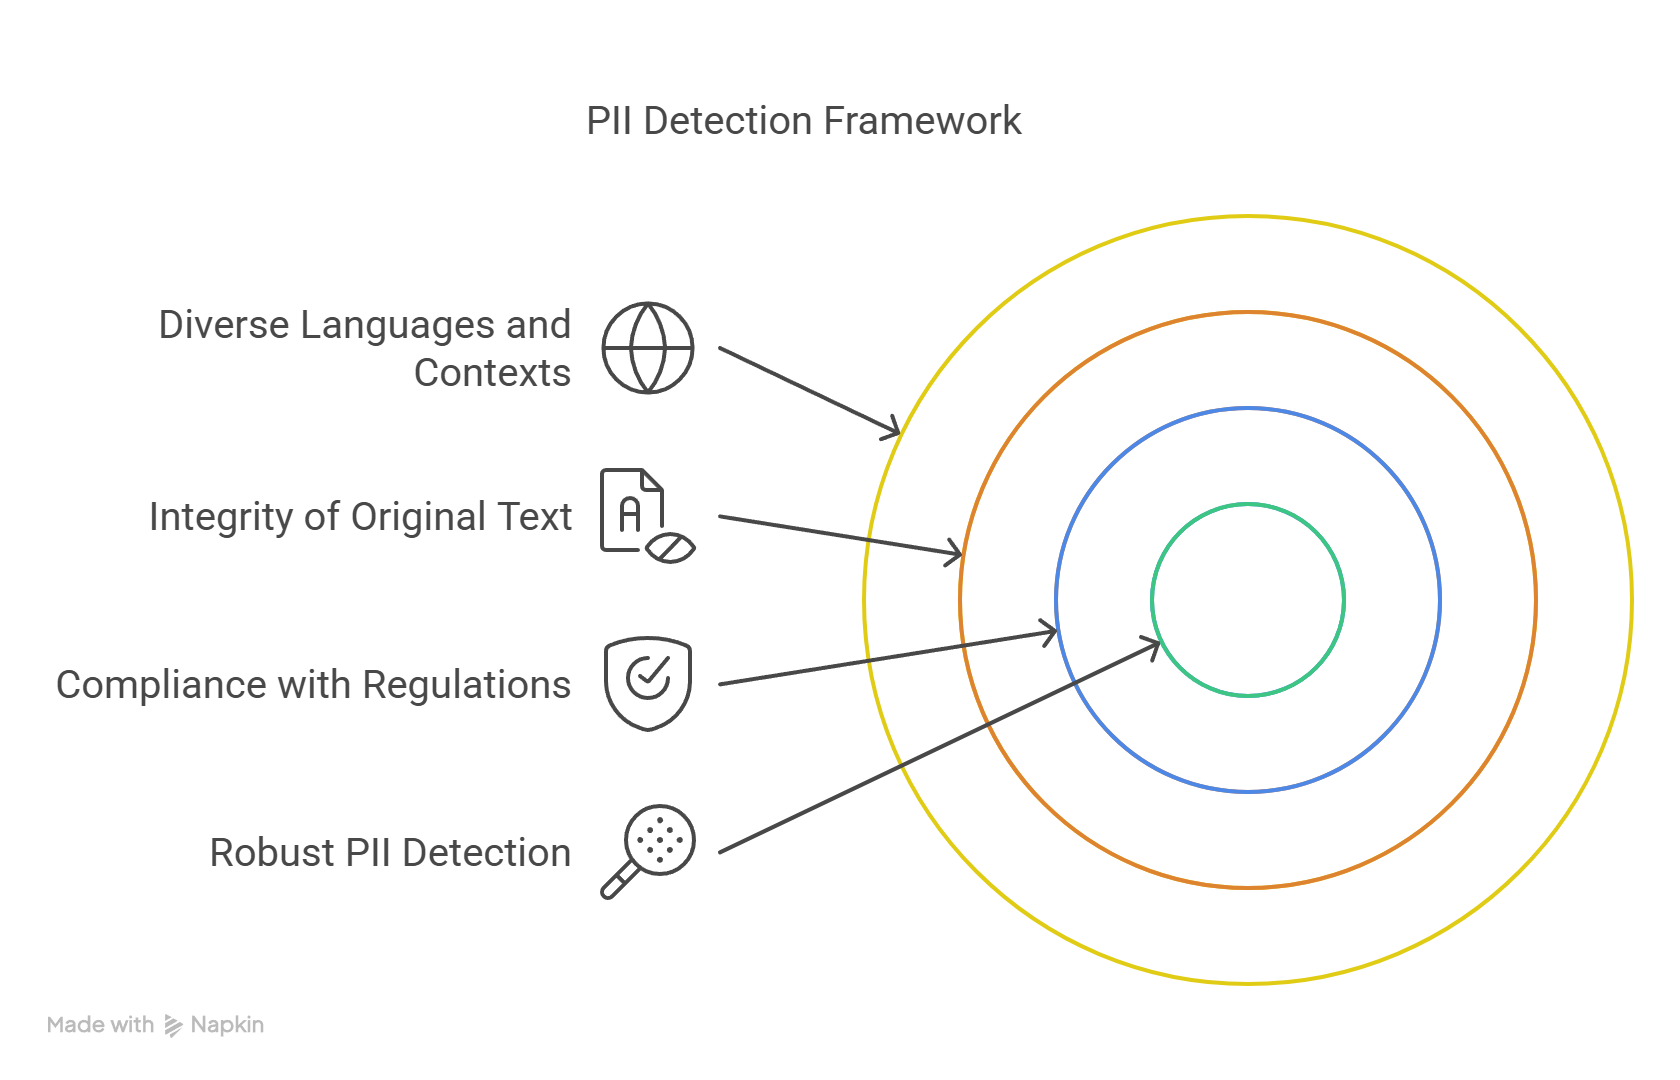 PII Detection Framework
Diverse Languages and
Contexts
Integrity of Original Text
A
Compliance with Regulations
Robust PII Detection
Made with Napkin